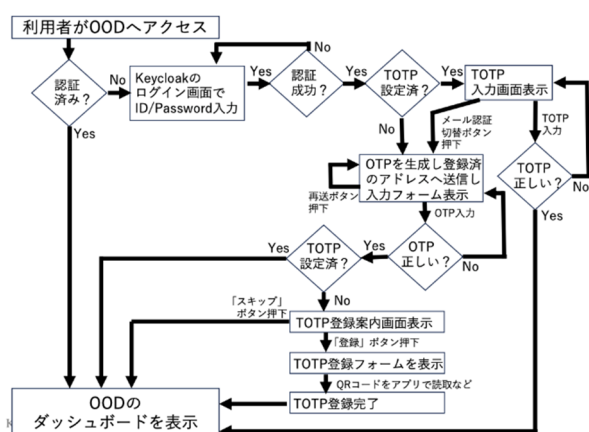 利用者がOODへアクセス
認証
済み？
No
Yes
Keycloakの
ログイン画面で
ID/Password入力
Yes
No
認証
成功？
Yes
TOTP
設定済？
Yes
No
TOTP
入力画面表示
メール認証
切替ボタン
押下
TOTP
入力
TOTP
正しい？
No
Yes
OTPを生成し登録済
のアドレスへ送信し
入力フォーム表示
再送ボタン
押下
OTP入力
OTP
正しい？
No
Yes
TOTP
設定済？
Yes
No
「スキップ」
ボタン押下
TOTP登録案内画面表示
「登録」ボタン押下
TOTP登録フォームを表示
QRコードをアプリで読取など
TOTP登録完了
OODの
ダッシュボードを表示